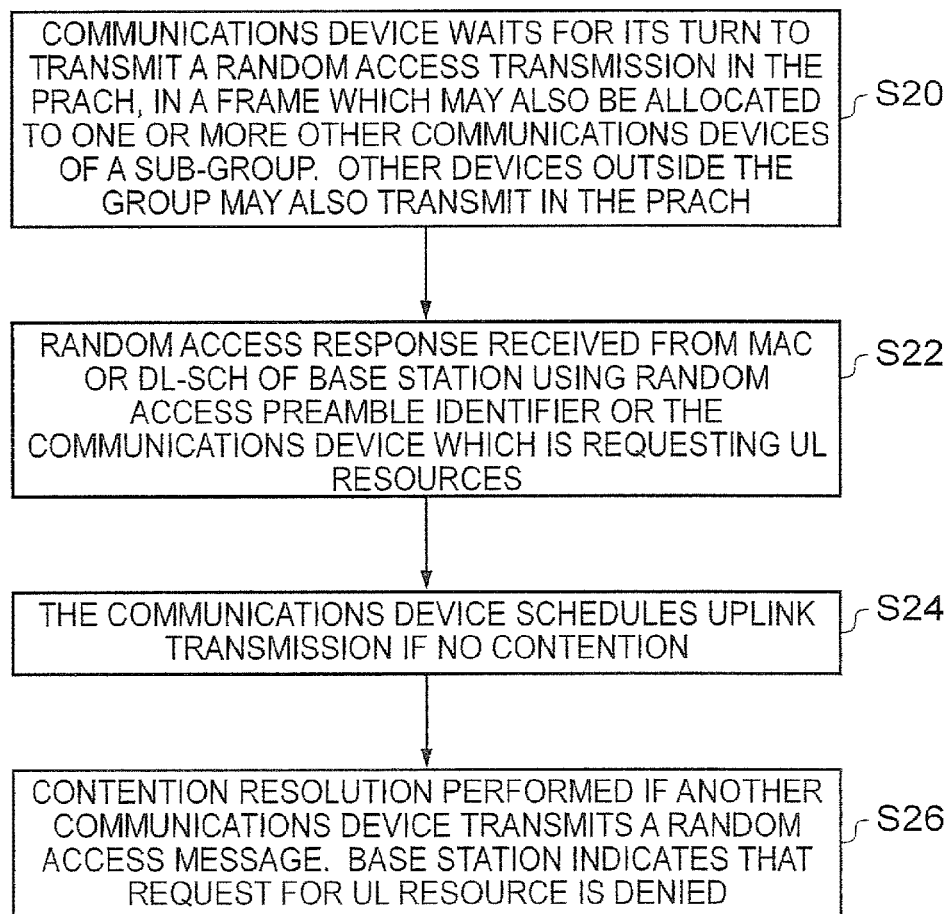 COMMUNICATIONS DEVICE WAITS FOR ITS TURN TO
TRANSMIT A RANDOM ACCESS TRANSMISSION IN THE
PRACH, IN A FRAME WHICH MAY ALSO BE ALLOCATED
TO ONE OR MORE OTHER COMMUNICATIONS DEVICES
OF A SUB-GROUP. OTHER DEVICES OUTSIDE THE
GROUP MAY ALSO TRANSMIT IN THE PRACH
S20
RANDOM ACCESS RESPONSE RECEIVED FROM MAC
OR DL-SCH OF BASE STATION USING RANDOM
ACCESS PREAMBLE IDENTIFIER OR THE
COMMUNICATIONS DEVICE WHICH IS REQUESTING UL
RESOURCES
S22
THE COMMUNICATIONS DEVICE SCHEDULES UPLINK
TRANSMISSION IF NO CONTENTION
S24
CONTENTION RESOLUTION PERFORMED IF ANOTHER
COMMUNICATIONS DEVICE TRANSMITS A RANDOM
ACCESS MESSAGE. BASE STATION INDICATES THAT
REQUEST FOR UL RESOURCE IS DENIED
S26